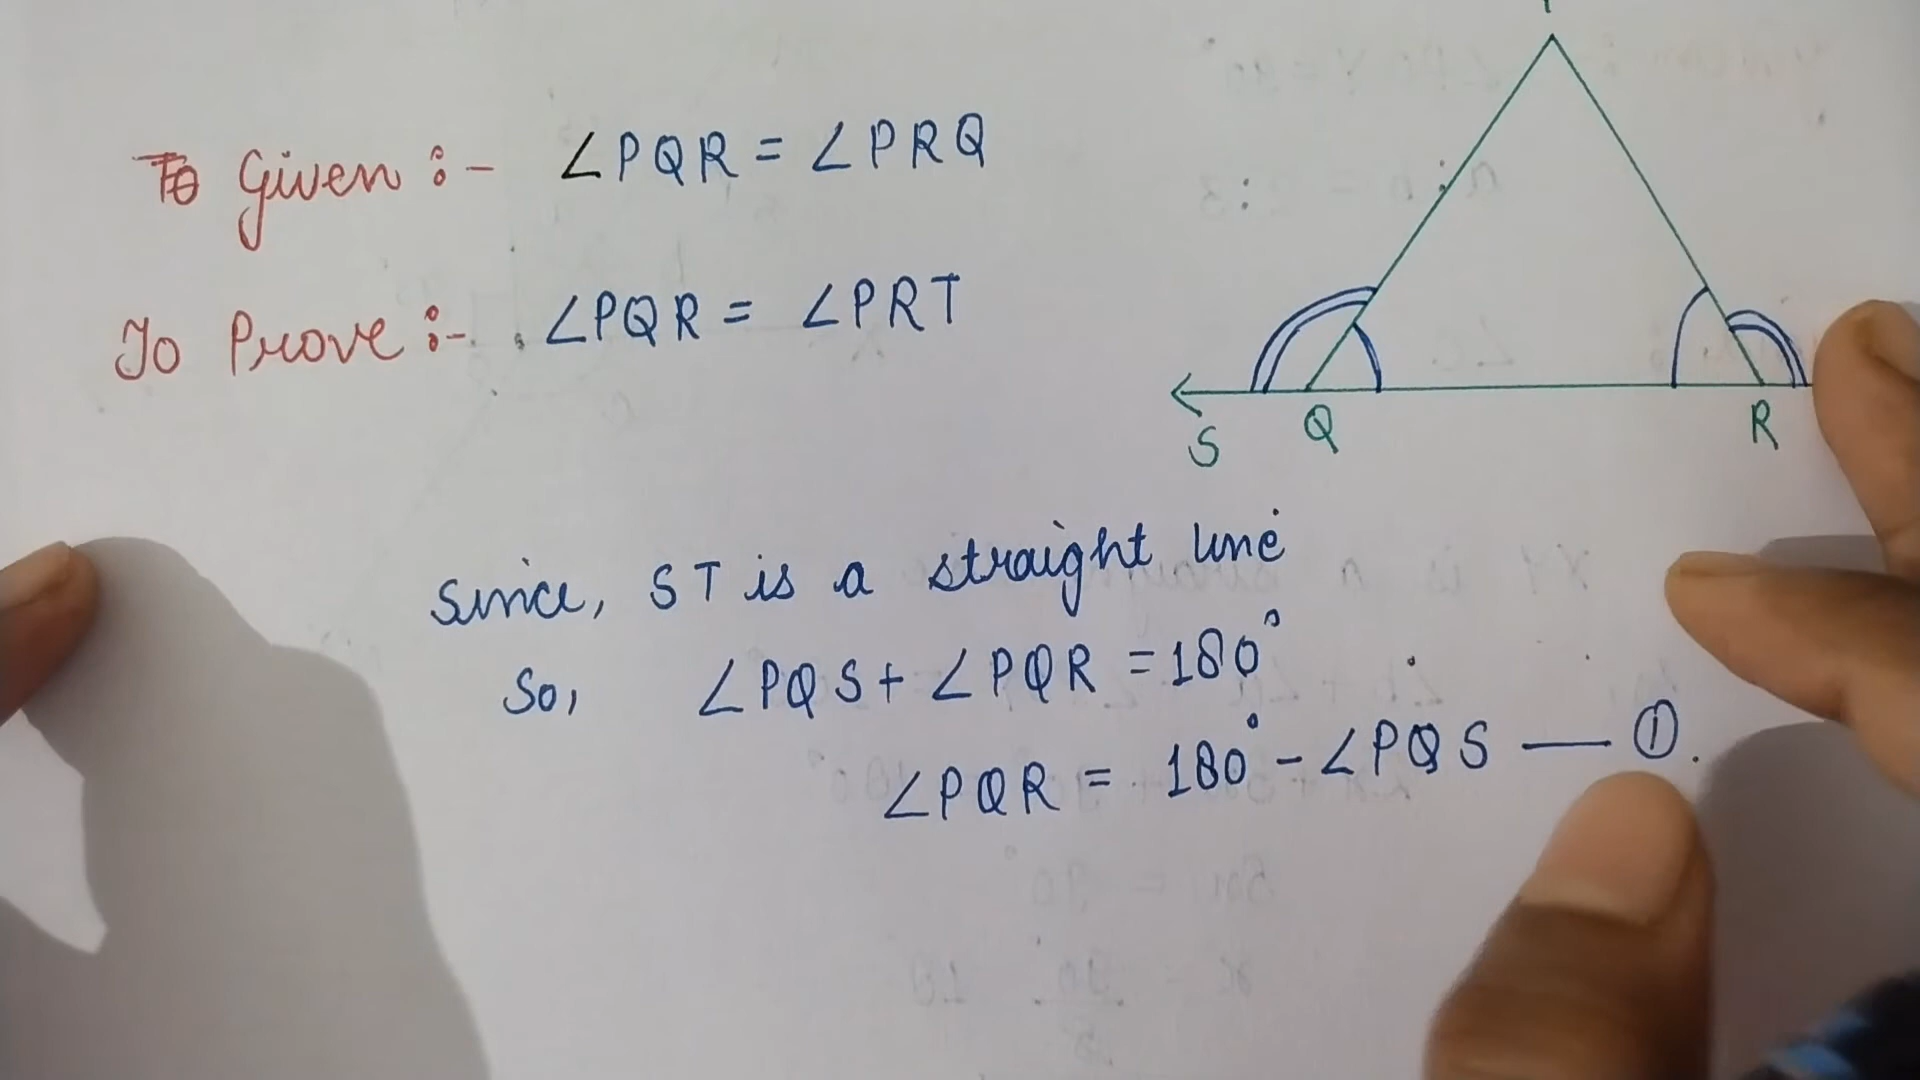 To Given :- ∠PQR = ∠PRQ
To Prove :- ∠PQR = ∠PRT
S Q R
Since, ST is a straight line
So, ∠PQS + ∠PQR = 180°
∠PQR = 180° - ∠PQS — ①.